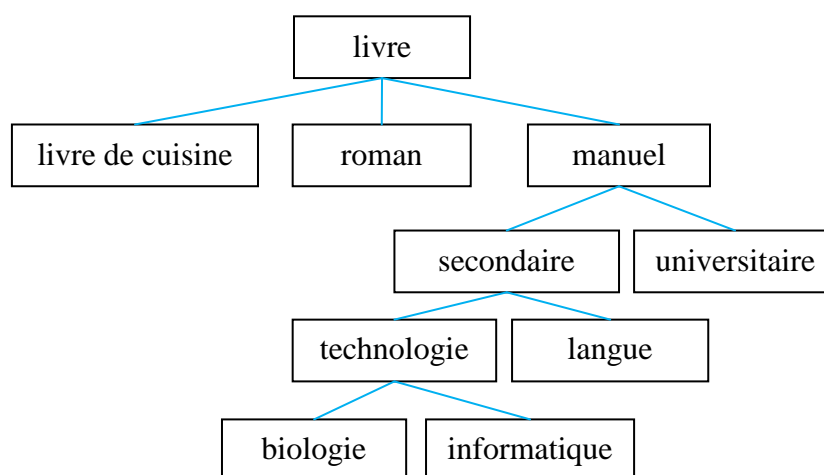 livre
livre de cuisine
roman
manuel
secondaire
universitaire
technologie
langue
biologie
informatique